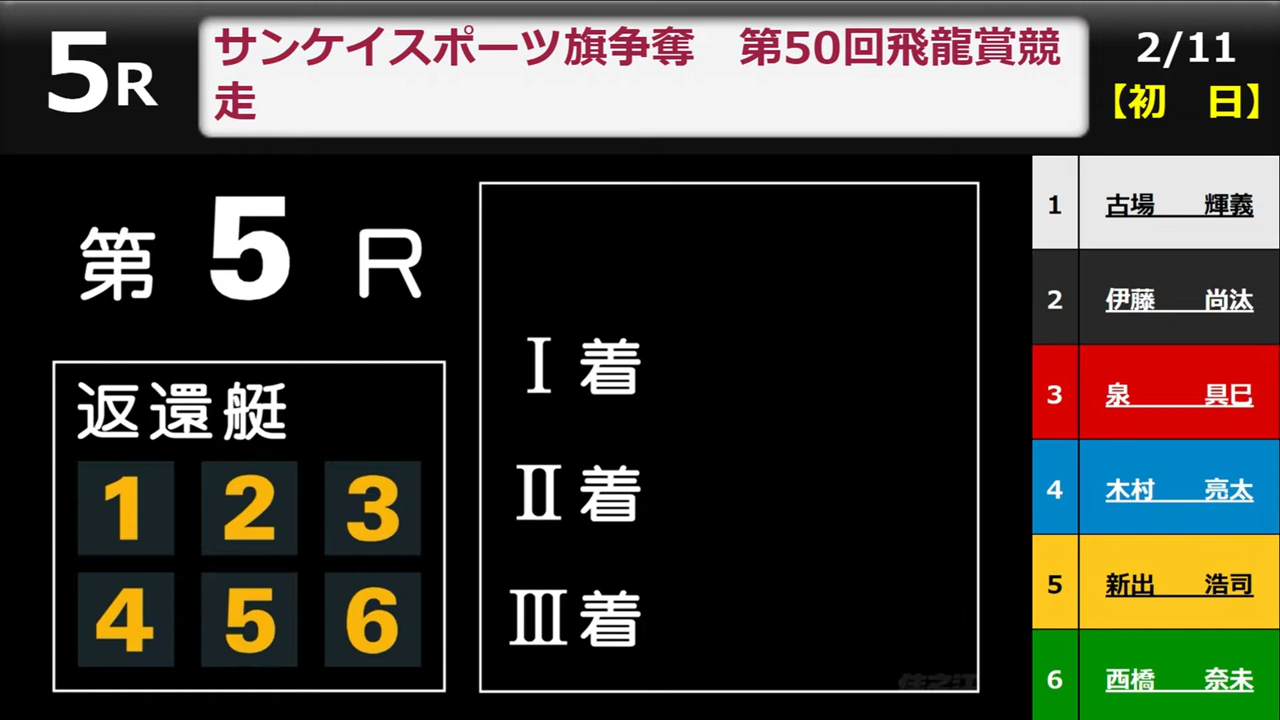 5R
サンケイスポーツ旗争奪　第50回飛龍賞競
走
2/11
【初　日】
第 5 R
返還艇
1 2 3
4 5 6
Ⅰ着
Ⅱ着
Ⅲ着
住之江
1 古場　輝義
2 伊藤　尚汰
3 泉　具巳
4 木村　亮太
5 新出　浩司
6 西橋　奈未